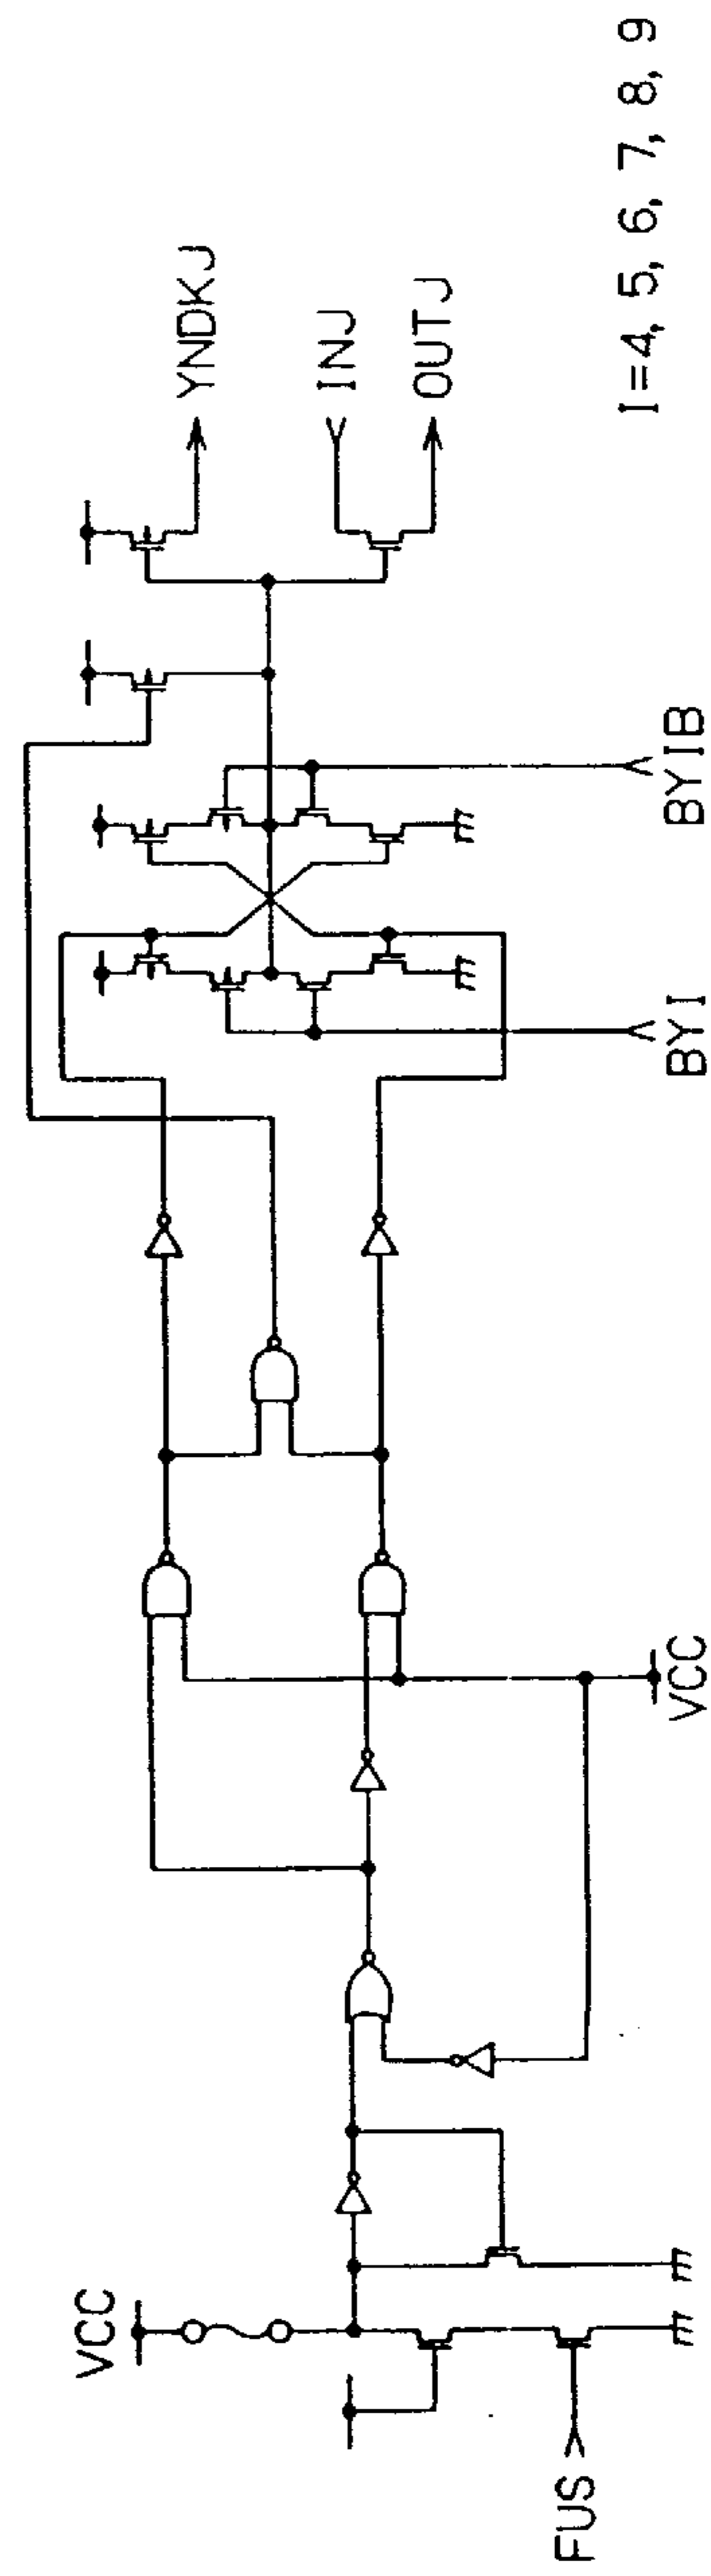 VCC
FUS
VCC
BYI
BYIB
YNDKJ
INJ
OUTJ
I=4, 5, 6, 7, 8, 9